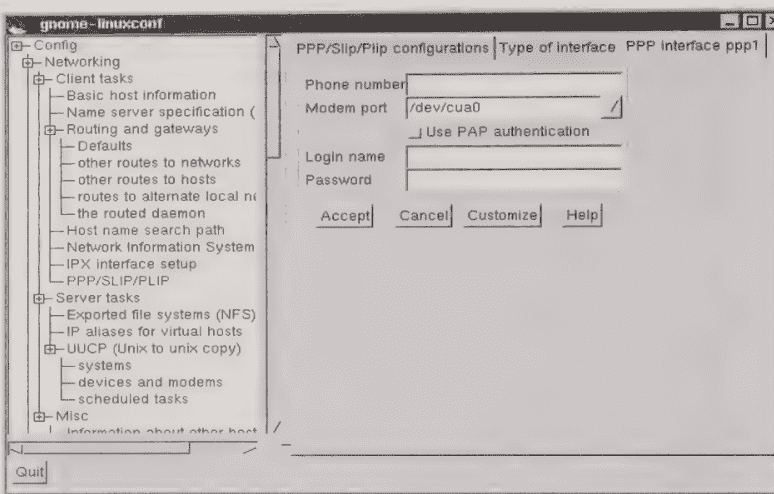 gnome-linuxconf
Config
Networking
Client tasks
Basic host information
Name server specification (
Routing and gateways
Defaults
other routes to networks
other routes to hosts
routes to alternate local n
the routed daemon
Host name search path
Network Information System
IPX interface setup
PPP/SLIP/PLIP
Server tasks
Exported file systems (NFS)
IP aliases for virtual hosts
UUCP (Unix to unix copy)
systems
devices and modems
scheduled tasks
Misc
Information about other host
Quit
PPP/Slip/Plip configurations
Type of interface
PPP interface ppp1
Phone number
Modem port /dev/cua0
Use PAP authentication
Login name
Password
Accept Cancel Customize Help